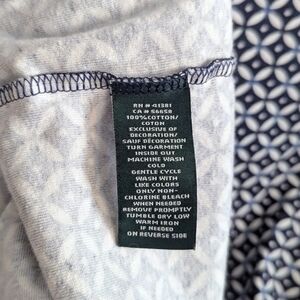 RN # 41381
CA # 56658
100%COTTON/
COTON
EXCLUSIVE OF
DECORATION/
SAUF DÉCORATION
TURN GARMENT
INSIDE OUT
MACHINE WASH
COLD
GENTLE CYCLE
WASH WITH
LIKE COLORS
ONLY NON-
CHLORINE BLEACH
WHEN NEEDED
REMOVE PROMPTLY
TUMBLE DRY LOW
WARM IRON
IF NEEDED
ON REVERSE SIDE